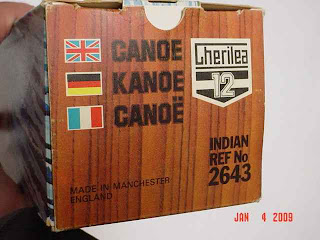 CANOE
KANOE
CANOË
Cherilea
12
INDIAN
REF No
2643
MADE IN MANCHESTER
ENGLAND
JAN 4 2009